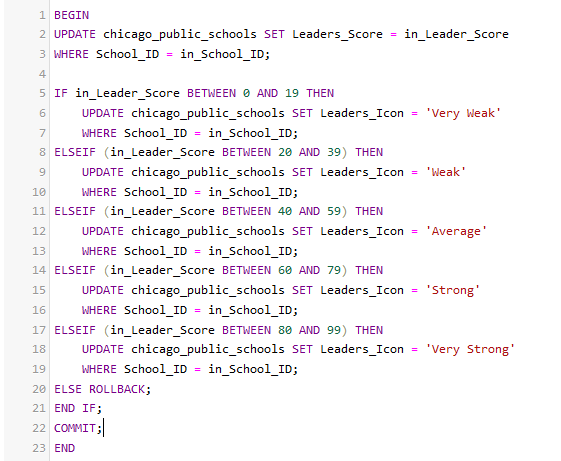 1 BEGIN
2 UPDATE chicago_public_schools SET Leaders_Score = in_Leader_Score
3 WHERE School_ID = in_School_ID;
4
5 IF in_Leader_Score BETWEEN 0 AND 19 THEN
6     UPDATE chicago_public_schools SET Leaders_Icon = 'Very Weak'
7     WHERE School_ID = in_School_ID;
8 ELSEIF (in_Leader_Score BETWEEN 20 AND 39) THEN
9     UPDATE chicago_public_schools SET Leaders_Icon = 'Weak'
10     WHERE School_ID = in_School_ID;
11 ELSEIF (in_Leader_Score BETWEEN 40 AND 59) THEN
12     UPDATE chicago_public_schools SET Leaders_Icon = 'Average'
13     WHERE School_ID = in_School_ID;
14 ELSEIF (in_Leader_Score BETWEEN 60 AND 79) THEN
15     UPDATE chicago_public_schools SET Leaders_Icon = 'Strong'
16     WHERE School_ID = in_School_ID;
17 ELSEIF (in_Leader_Score BETWEEN 80 AND 99) THEN
18     UPDATE chicago_public_schools SET Leaders_Icon = 'Very Strong'
19     WHERE School_ID = in_School_ID;
20 ELSE ROLLBACK;
21 END IF;
22 COMMIT;
23 END